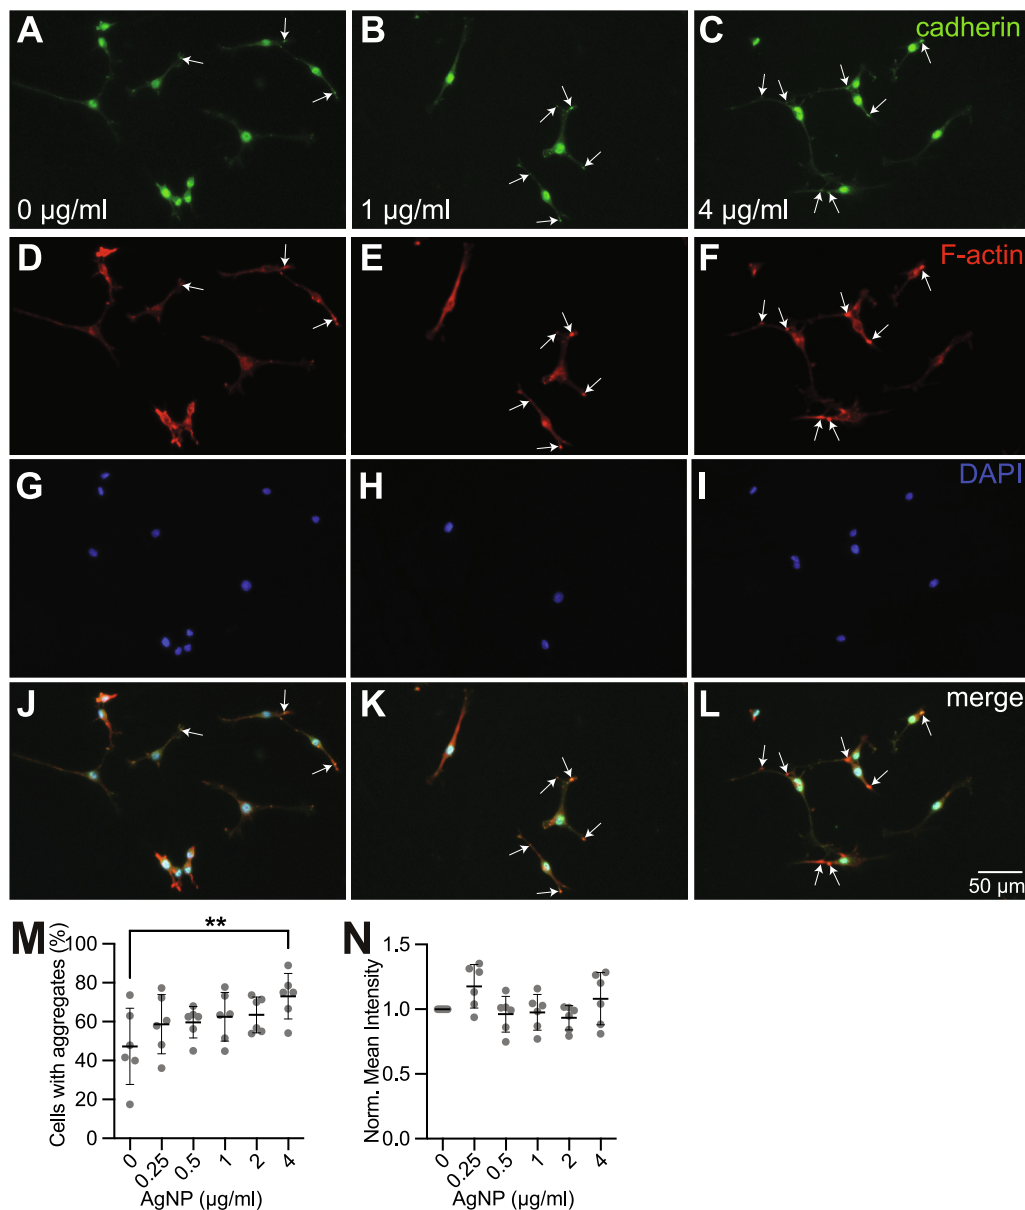 A
B
C
cadherin
0 µg/ml
1 µg/ml
4 µg/ml
D
E
F
F-actin
G
H
I
DAPI
J
K
L
merge
50 µm
M
**
Cells with aggregates (%)
100
80
60
40
20
0
0
0.25
0.5
1
2
4
AgNP (µg/ml)
N
Norm. Mean Intensity
1.5
1.0
0.5
0.0
0
0.25
0.5
1
2
4
AgNP (µg/ml)